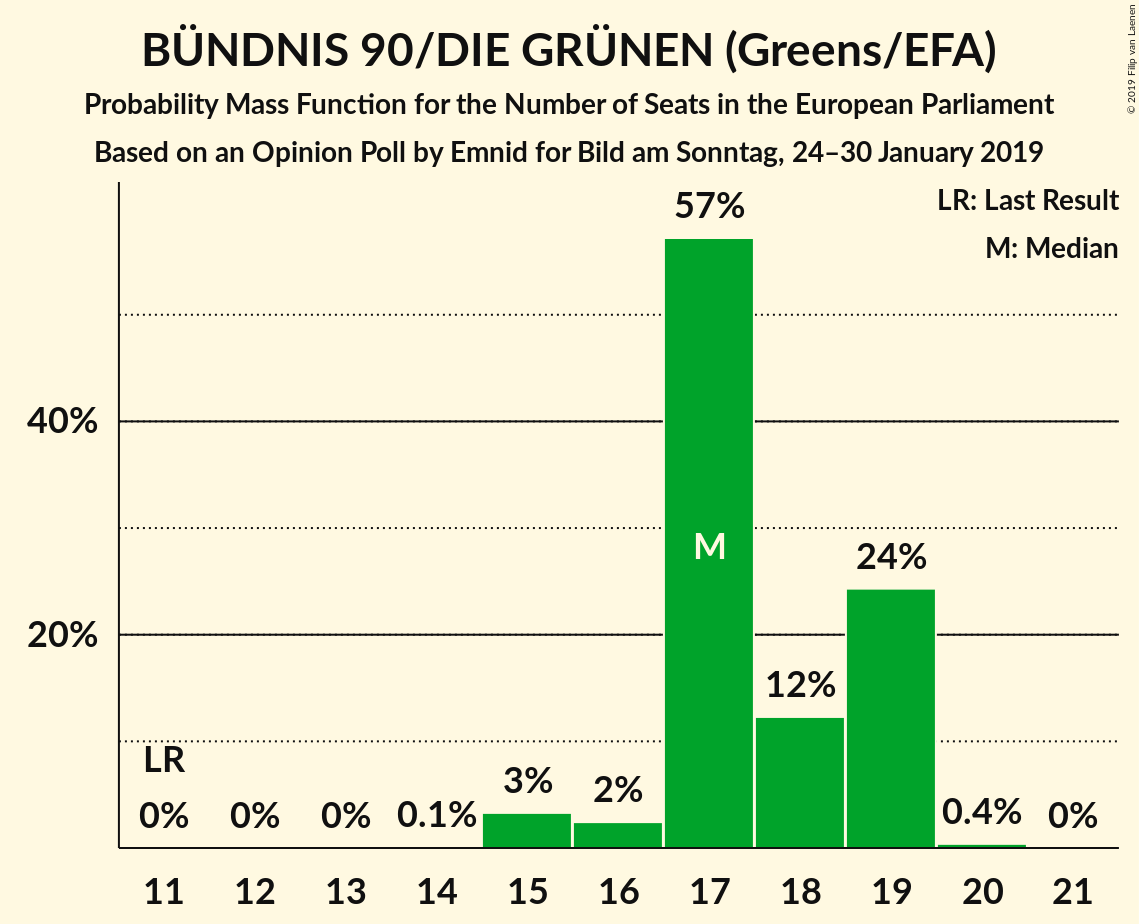 BÜNDNIS 90/DIE GRÜNEN (Greens/EFA)
Probability Mass Function for the Number of Seats in the European Parliament
Based on an Opinion Poll by Emnid for Bild am Sonntag, 24–30 January 2019
© 2019 Filip van Laenen
LR: Last Result
M: Median
57%
40%
M
24%
20%
12%
LR
3%
2%
0%
0%
0%
0.1%
0.4%
0%
11 12 13 14 15 16 17 18 19 20 21